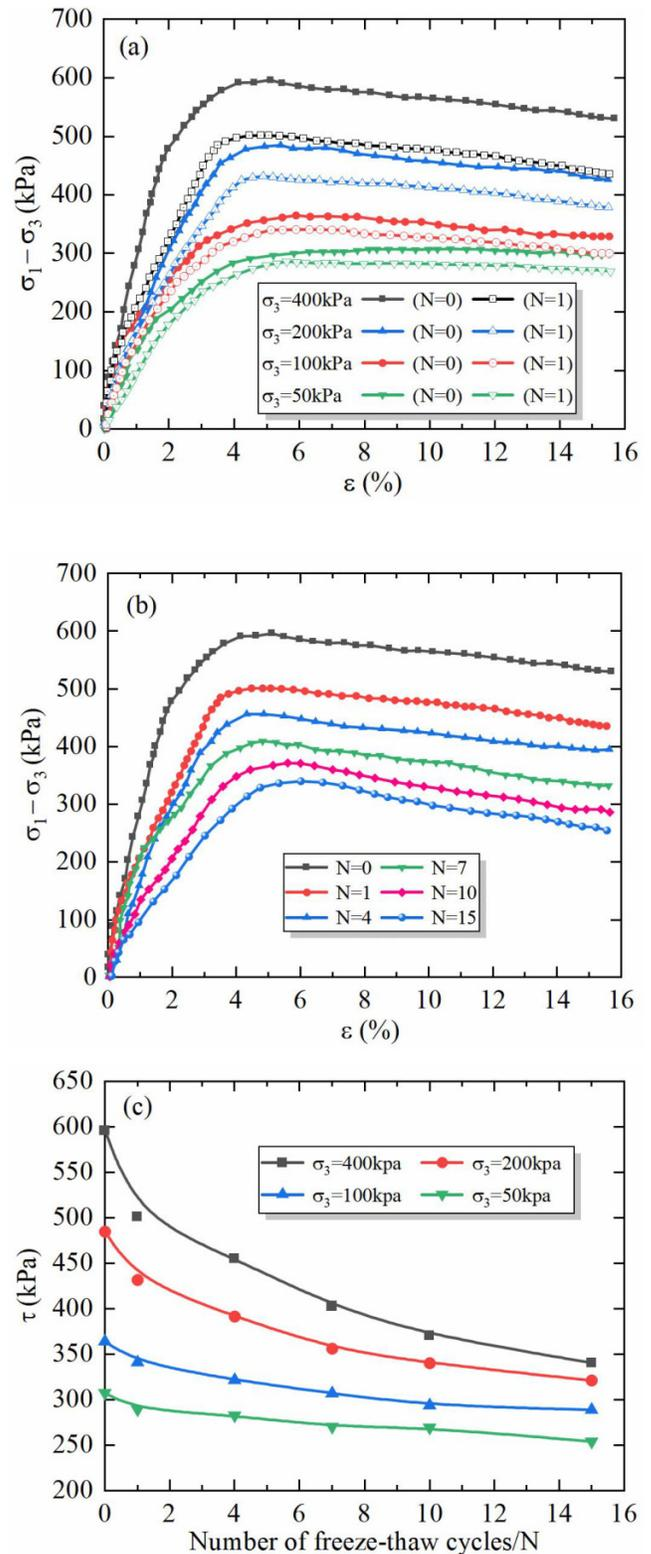 (a)
700
600
500
400
300
200
100
0
σ1−σ3 (kPa)
σ3=400kPa (N=0) (N=1)
σ3=200kPa (N=0) (N=1)
σ3=100kPa (N=0) (N=1)
σ3=50kPa (N=0) (N=1)
0 2 4 6 8 10 12 14 16
ε (%)
(b)
700
600
500
400
300
200
100
0
σ1−σ3 (kPa)
N=0 N=7
N=1 N=10
N=4 N=15
0 2 4 6 8 10 12 14 16
ε (%)
(c)
650
600
550
500
450
400
350
300
250
200
τ (kPa)
σ3=400kpa σ3=200kpa
σ3=100kpa σ3=50kpa
0 2 4 6 8 10 12 14 16
Number of freeze-thaw cycles/N